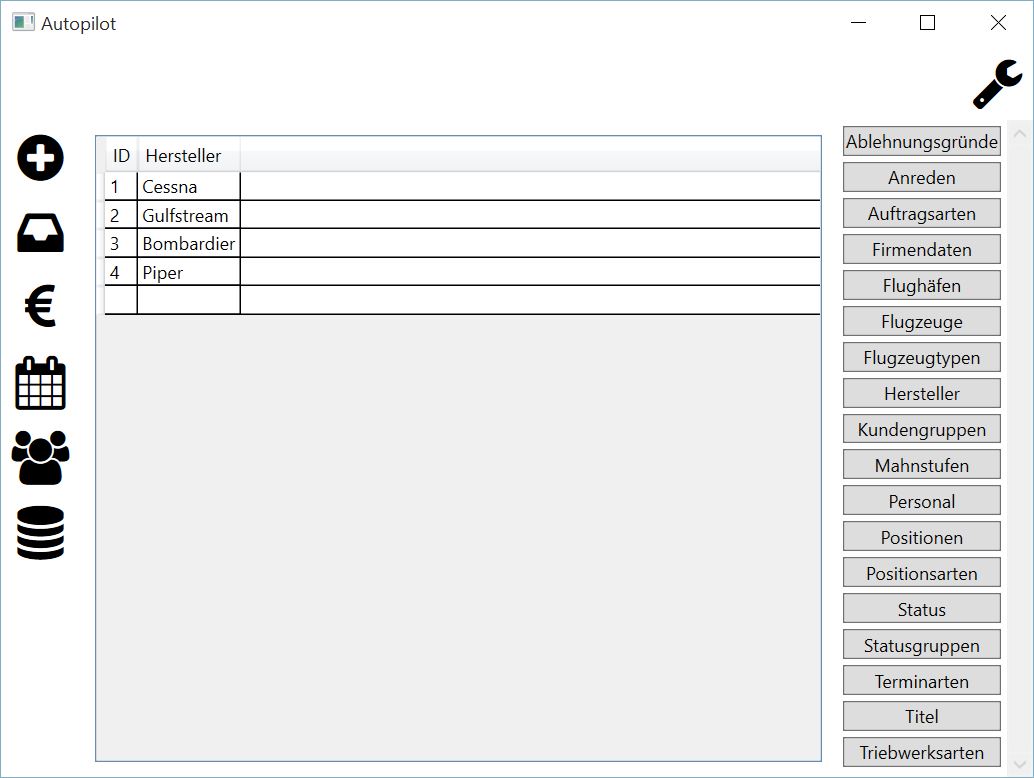 Autopilot
ID Hersteller
1 Cessna
2 Gulfstream
3 Bombardier
4 Piper
Ablehnungsgründe
Anreden
Auftragsarten
Firmendaten
Flughäfen
Flugzeuge
Flugzeugtypen
Hersteller
Kundengruppen
Mahnstufen
Personal
Positionen
Positionsarten
Status
Statusgruppen
Terminarten
Titel
Triebwerksarten